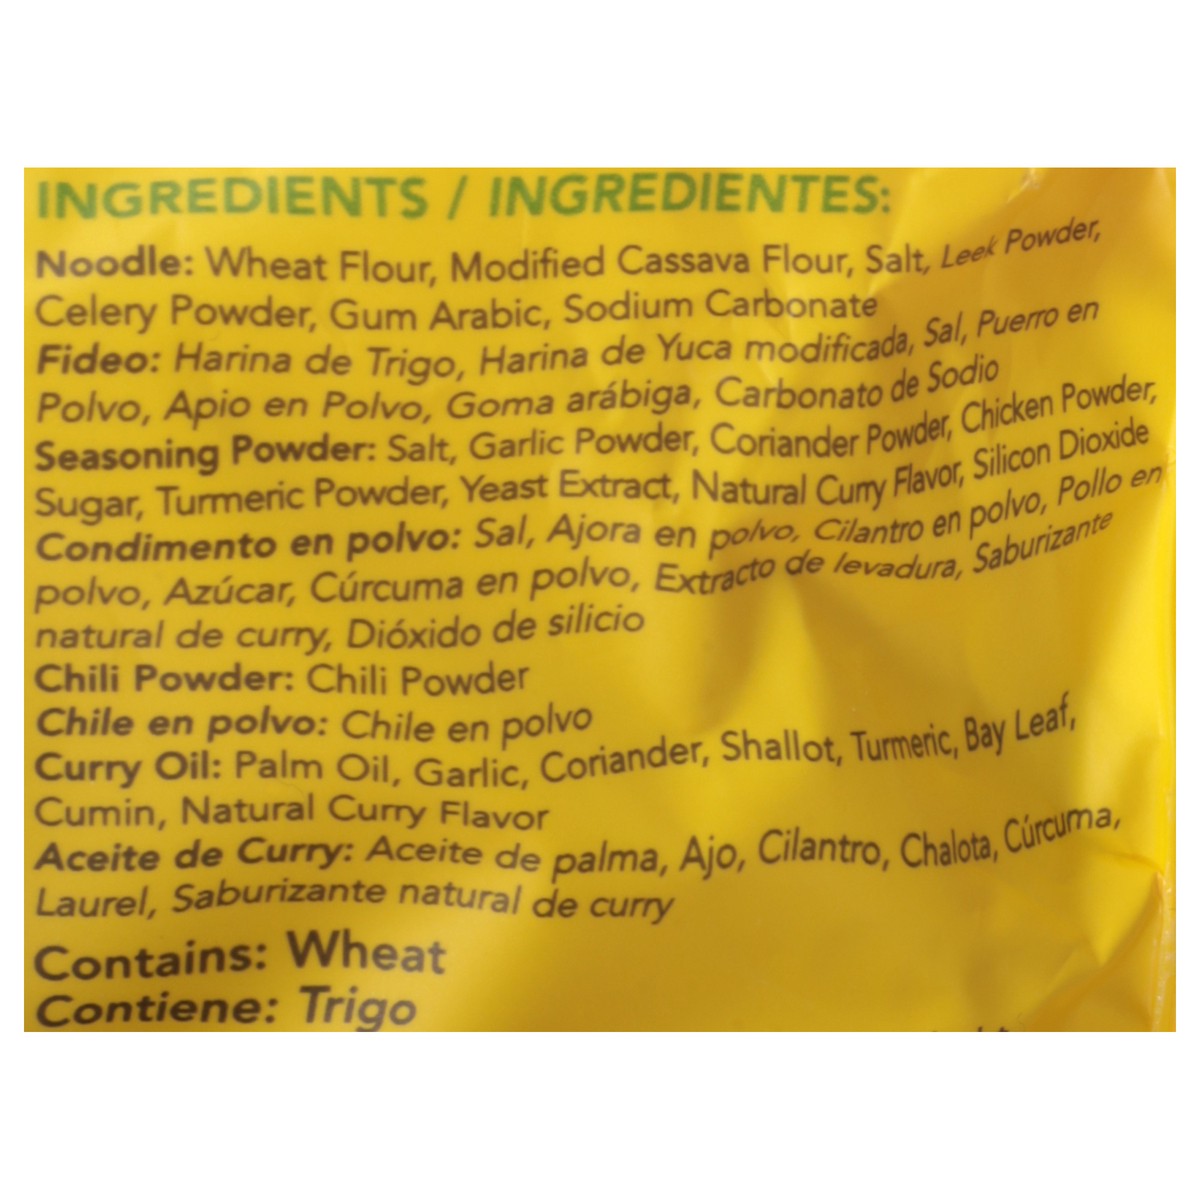 INGREDIENTS / INGREDIENTES:
Noodle: Wheat Flour, Modified Cassava Flour, Salt, Leek Powder,
Celery Powder, Gum Arabic, Sodium Carbonate
Fideo: Harina de Trigo, Harina de Yuca modificada, Sal, Puerro en
Polvo, Apio en Polvo, Goma arábiga, Carbonato de Sodio
Seasoning Powder: Salt, Garlic Powder, Coriander Powder, Chicken Powder,
Sugar, Turmeric Powder, Yeast Extract, Natural Curry Flavor, Silicon Dioxide
Condimento en polvo: Sal, Ajora en polvo, Cilantro en polvo, Pollo en
polvo, Azúcar, Cúrcuma en polvo, Extracto de levadura, Saburizante
natural de curry, Dióxido de silicio
Chili Powder: Chili Powder
Chile en polvo: Chile en polvo
Curry Oil: Palm Oil, Garlic, Coriander, Shallot, Turmeric, Bay Leaf,
Cumin, Natural Curry Flavor
Aceite de Curry: Aceite de palma, Ajo, Cilantro, Chalota, Cúrcuma,
Laurel, Saburizante natural de curry
Contains: Wheat
Contiene: Trigo